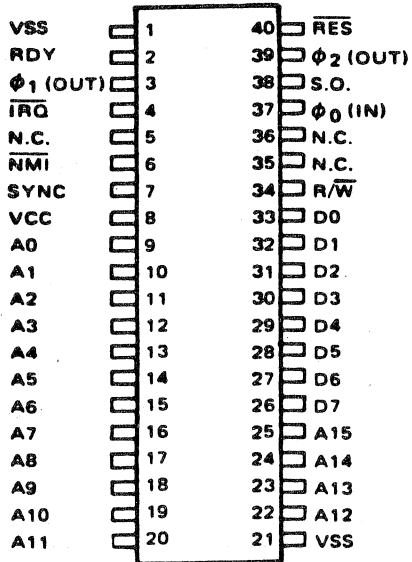 VSS 1 40 R̅E̅S̅
RDY 2 39 ϕ2 (OUT)
ϕ1 (OUT) 3 38 S.O.
I̅R̅Q̅ 4 37 ϕ0 (IN)
N.C. 5 36 N.C.
N̅M̅I̅ 6 35 N.C.
SYNC 7 34 R/W̅
VCC 8 33 D0
A0 9 32 D1
A1 10 31 D2
A2 11 30 D3
A3 12 29 D4
A4 13 28 D5
A5 14 27 D6
A6 15 26 D7
A7 16 25 A15
A8 17 24 A14
A9 18 23 A13
A10 19 22 A12
A11 20 21 VSS